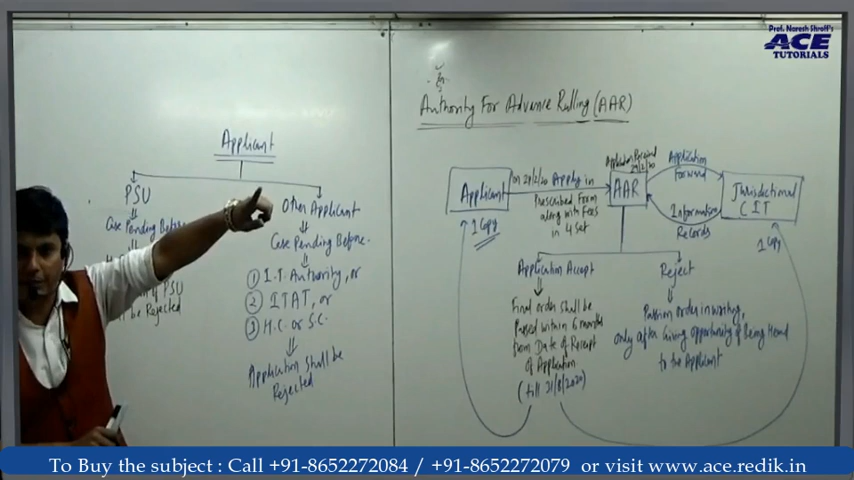 Prof. Naresh Shroff's
ACE
TUTORIALS
Applicant
PSU
Case Pending Before
PSU
be Rejected
Other Applicant
Case Pending Before-
① I.T. Authority, or
② ITAT, or
③ H.C. or S.C.
Application Shall be
Rejected
Authority For Advance Rulling (AAR)
Applicant
1 Copy
Apply in
Prescribed Form
along with Fees
in 4 Set
Application Received
AAR
Application
Forward
Information
Records
Jurisdictional
CIT
1 Copy
Application Accept
Final order shall be
Passed within 6 months
from Date of Receipt
of Application
(till 31/8/2020)
Reject
order in writing,
only after Giving opportunity of Being Heard
to the Applicant
To Buy the subject : Call +91-8652272084 / +91-8652272079 or visit www.ace.redik.in